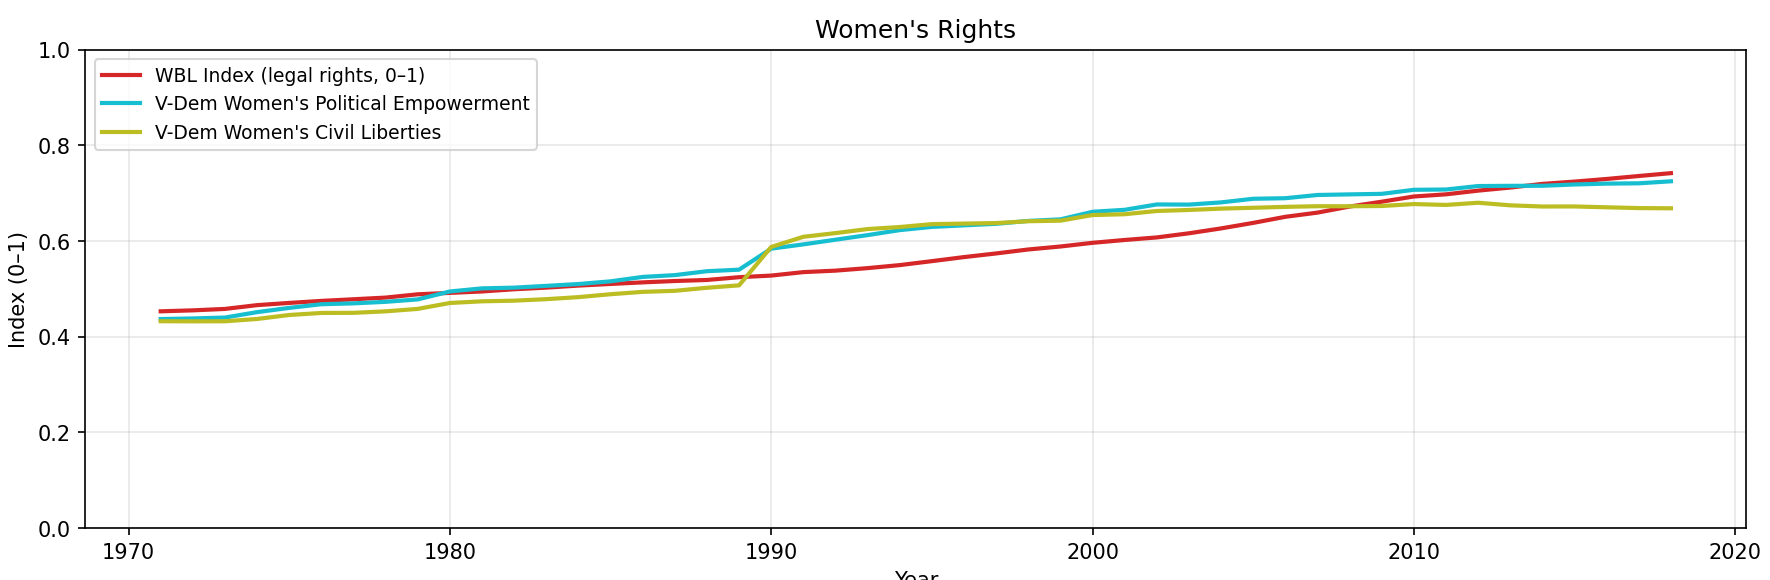 Women's Rights
WBL Index (legal rights, 0–1)
V-Dem Women's Political Empowerment
V-Dem Women's Civil Liberties
Index (0–1)
1.0
0.8
0.6
0.4
0.2
0.0
1970 1980 1990 2000 2010 2020
Year